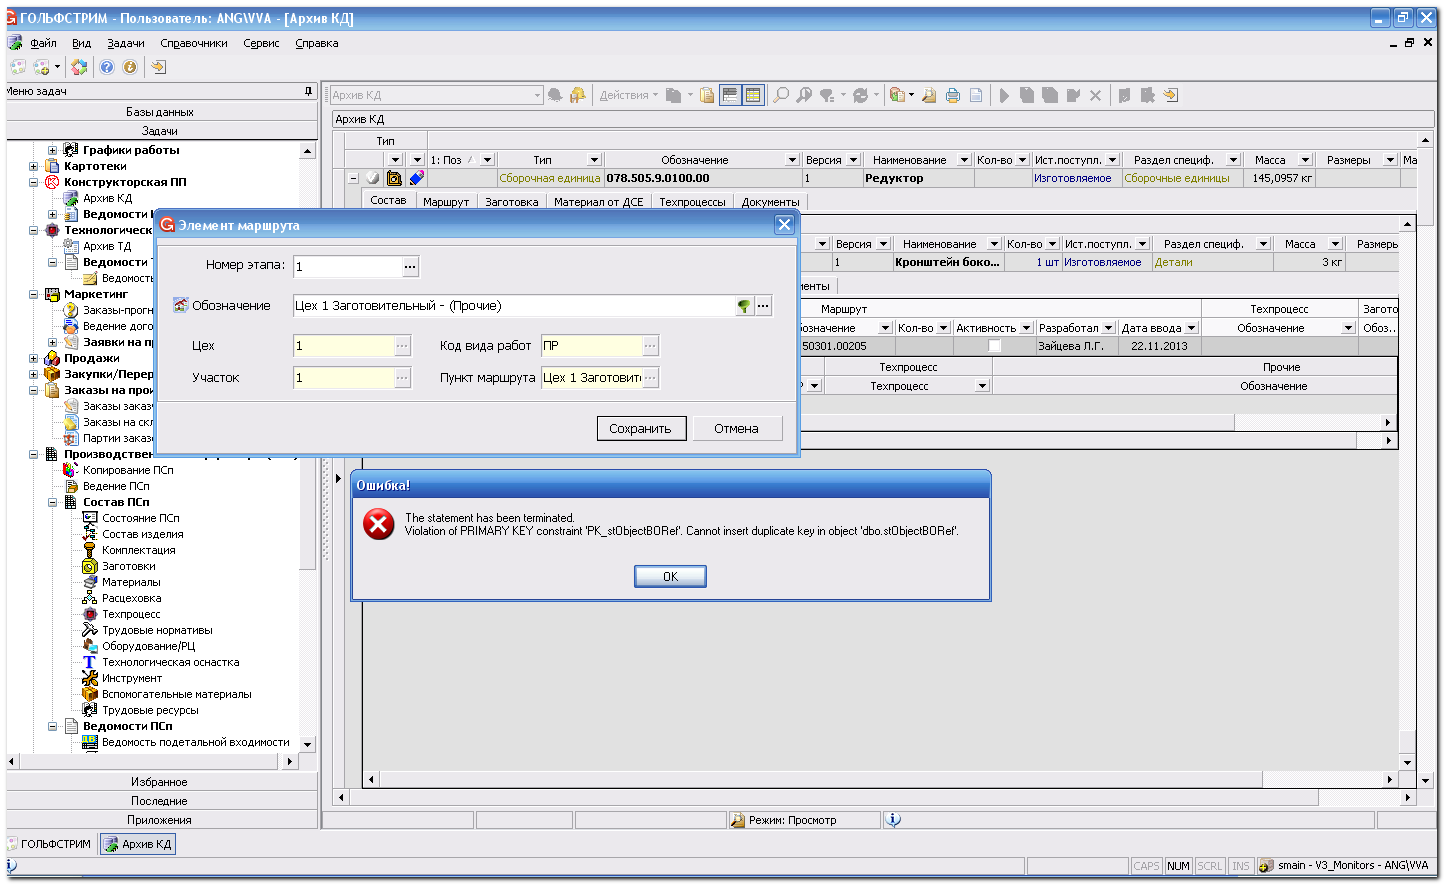 ГОЛЬФСТРИМ - Пользователь: ANG\VVA - [Архив КД]
Файл Вид Задачи Справочники Сервис Справка
Меню задач
Базы данных
Задачи
Графики работы
Картотеки
Конструкторская ПП
Архив КД
Ведомости
Технологическ
Архив ТД
Ведомости
Ведомость
Маркетинг
Заказы-прогн
Ведение дого
Заявки на п
Продажи
Закупки/Перер
Заказы на прои
Заказы заказ
Заказы на скл
Партии заказ
Производствен
Копирование ПСп
Ведение ПСп
Состав ПСп
Состояние ПСп
Состав изделия
Комплектация
Заготовки
Материалы
Расцеховка
Техпроцесс
Трудовые нормативы
Оборудование/РЦ
Технологическая оснастка
Инструмент
Вспомогательные материалы
Трудовые ресурсы
Ведомости ПСп
Ведомость подетальной входимости
Избранное
Последние
Приложения
Архив КД Действия
Архив КД
Тип
1: Поз Тип Обозначение Версия Наименование Кол-во Ист.поступл. Раздел специф. Масса Размеры Ма
Сборочная единица 078.505.9.0100.00 1 Редуктор Изготовляемое Сборочные единицы 145,0957 кг
Состав Маршрут Заготовка Материал от ДСЕ Техпроцессы Документы
Версия Наименование Кол-во Ист.поступл. Раздел специф. Масса Размеры
1 Кронштейн боко... 1 шт Изготовляемое Детали 3 кг
менты
Маршрут Техпроцесс Загото
бозначение Кол-во Активность Разработал Дата ввода Обозначение Обоз..
50301.00205 Зайцева Л.Г. 22.11.2013
Техпроцесс Прочие
Р Техпроцесс Обозначение
Элемент маршрута
Номер этапа: 1
Обозначение Цех 1 Заготовительный - (Прочие)
Цех 1 Код вида работ ПР
Участок 1 Пункт маршрута Цех 1 Заготовит
Сохранить Отмена
Ошибка!
The statement has been terminated.
Violation of PRIMARY KEY constraint 'PK_stObjectBORef'. Cannot insert duplicate key in object 'dbo.stObjectBORef'.
OK
Режим: Просмотр
ГОЛЬФСТРИМ Архив КД
CAPS NUM SCRL INS smain - V3_Monitors - ANG\VVA